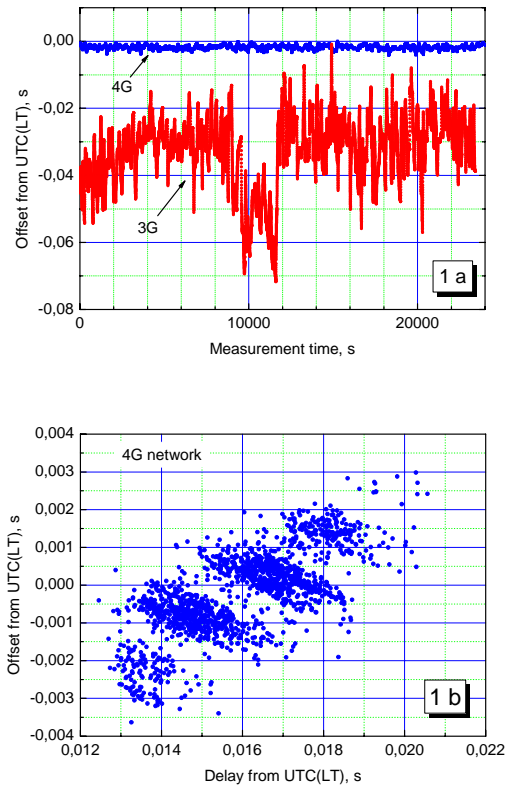 0,00
-0,02
-0,04
-0,06
-0,08
Offset from UTC(LT), s
4G
3G
1 a
0 10000 20000
Measurement time, s
0,004
0,003
0,002
0,001
0,000
-0,001
-0,002
-0,003
-0,004
Offset from UTC(LT), s
4G network
1 b
0,012 0,014 0,016 0,018 0,020 0,022
Delay from UTC(LT), s